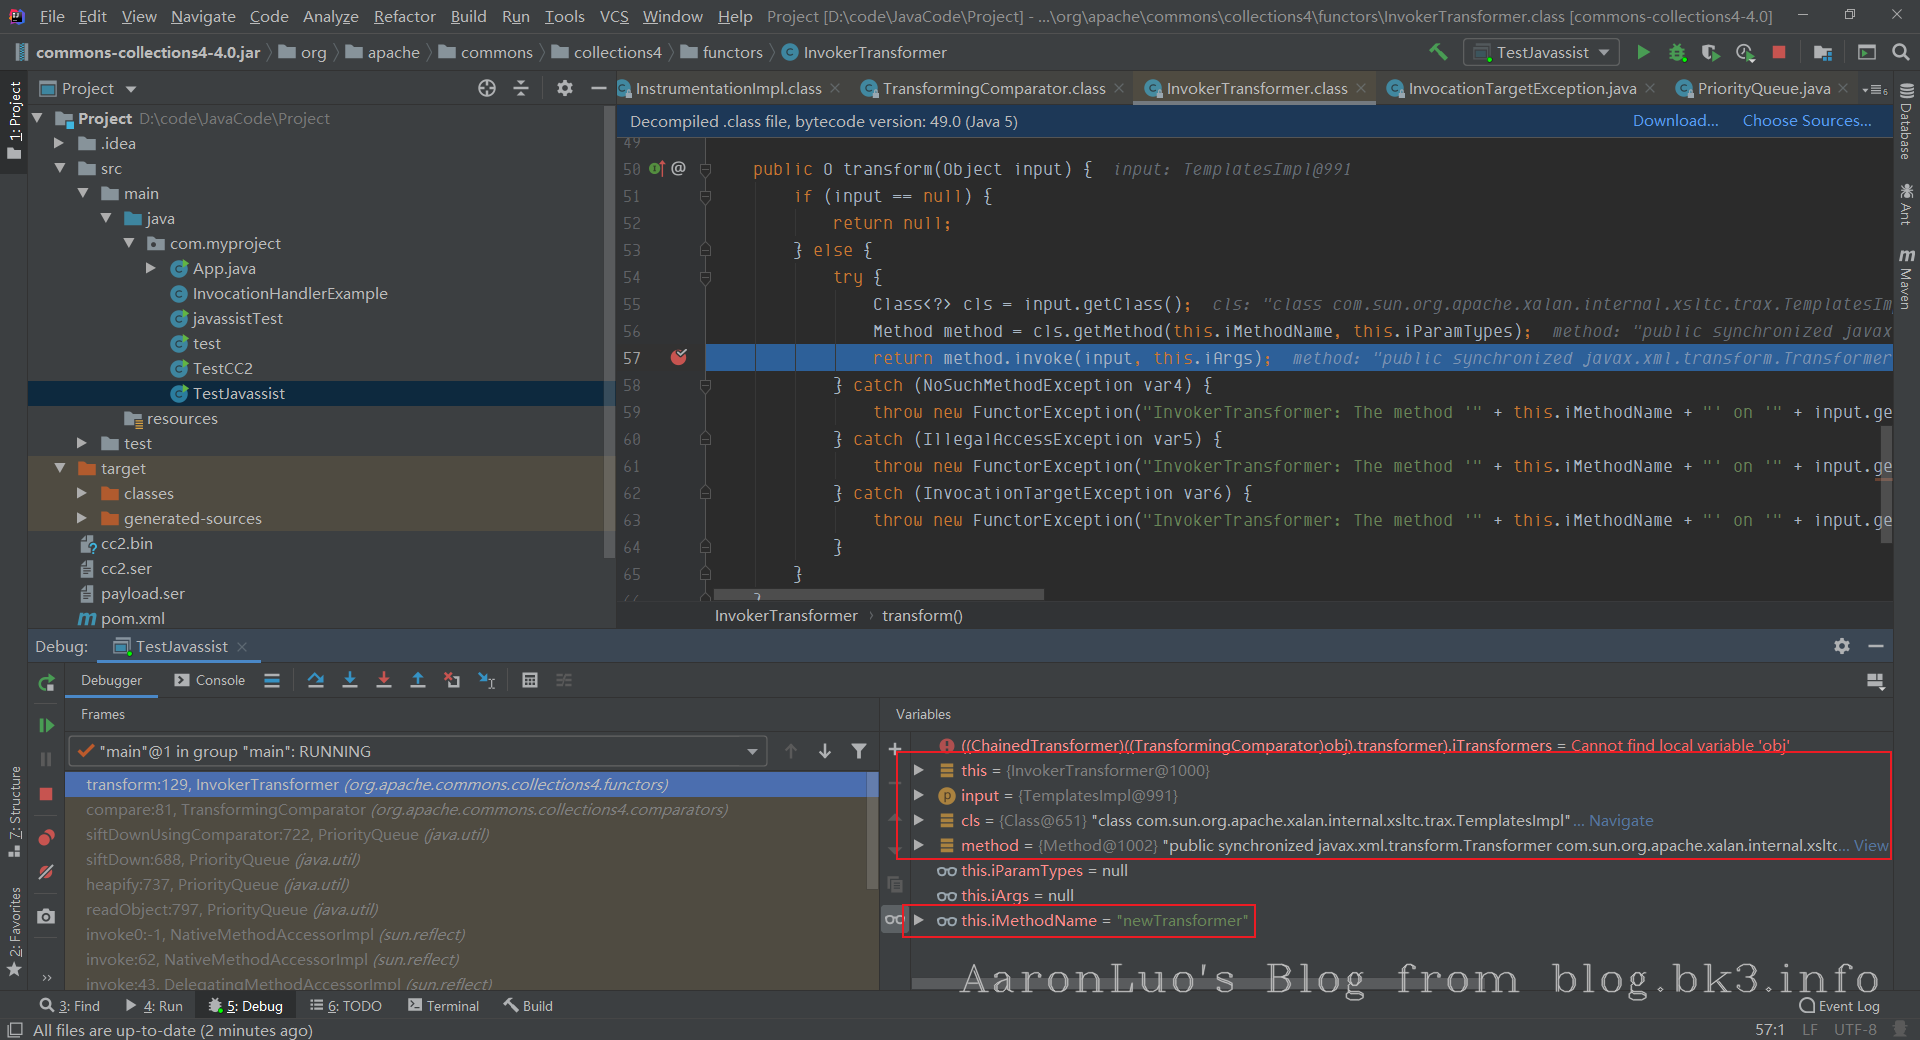 File Edit View Navigate Code Analyze Refactor Build Run Tools VCS Window Help Project [D:\code\JavaCode\Project] - ...\org\apache\commons\collections4\functors\InvokerTransformer.class [commons-collections4-4.0]
commons-collections4-4.0.jar org apache commons collections4 functors InvokerTransformer TestJavassist
Project InstrumentationImpl.class TransformingComparator.class InvokerTransformer.class InvocationTargetException.java PriorityQueue.java
Decompiled .class file, bytecode version: 49.0 (Java 5) Download... Choose Sources...
1: Project
Project D:\code\JavaCode\Project
.idea
src
main
java
com.myproject
App.java
InvocationHandlerExample
javassistTest
test
TestCC2
TestJavassist
resources
test
target
classes
generated-sources
cc2.bin
cc2.ser
payload.ser
pom.xml
49
50 public O transform(Object input) { input: TemplatesImpl@991
51 if (input == null) {
52 return null;
53 } else {
54 try {
55 Class<?> cls = input.getClass(); cls: "class com.sun.org.apache.xalan.internal.xsltc.trax.TemplatesIm
56 Method method = cls.getMethod(this.iMethodName, this.iParamTypes); method: "public synchronized javax
57 return method.invoke(input, this.iArgs); method: "public synchronized javax.xml.transform.Transformer
58 } catch (NoSuchMethodException var4) {
59 throw new FunctorException("InvokerTransformer: The method '" + this.iMethodName + "' on '" + input.ge
60 } catch (IllegalAccessException var5) {
61 throw new FunctorException("InvokerTransformer: The method '" + this.iMethodName + "' on '" + input.ge
62 } catch (InvocationTargetException var6) {
63 throw new FunctorException("InvokerTransformer: The method '" + this.iMethodName + "' on '" + input.ge
64 }
65 }
InvokerTransformer transform()
Database
Ant
Maven
Debug: TestJavassist
Debugger Console
Frames
"main"@1 in group "main": RUNNING
transform:129, InvokerTransformer (org.apache.commons.collections4.functors)
compare:81, TransformingComparator (org.apache.commons.collections4.comparators)
siftDownUsingComparator:722, PriorityQueue (java.util)
siftDown:688, PriorityQueue (java.util)
heapify:737, PriorityQueue (java.util)
readObject:797, PriorityQueue (java.util)
invoke0:-1, NativeMethodAccessorImpl (sun.reflect)
invoke:62, NativeMethodAccessorImpl (sun.reflect)
invoke:43, DelegatingMethodAccessorImpl (sun.reflect)
Variables
((ChainedTransformer)((TransformingComparator)obj).transformer).iTransformers = Cannot find local variable 'obj'
this = {InvokerTransformer@1000}
input = {TemplatesImpl@991}
cls = {Class@651} "class com.sun.org.apache.xalan.internal.xsltc.trax.TemplatesImpl" ... Navigate
method = {Method@1002} "public synchronized javax.xml.transform.Transformer com.sun.org.apache.xalan.internal.xsltc... View
this.iParamTypes = null
this.iArgs = null
this.iMethodName = "newTransformer"
7: Structure
2: Favorites
AaronLuo's Blog from blog.bk3.info
3: Find 4: Run 5: Debug 6: TODO Terminal Build Event Log
All files are up-to-date (2 minutes ago) 57:1 LF UTF-8